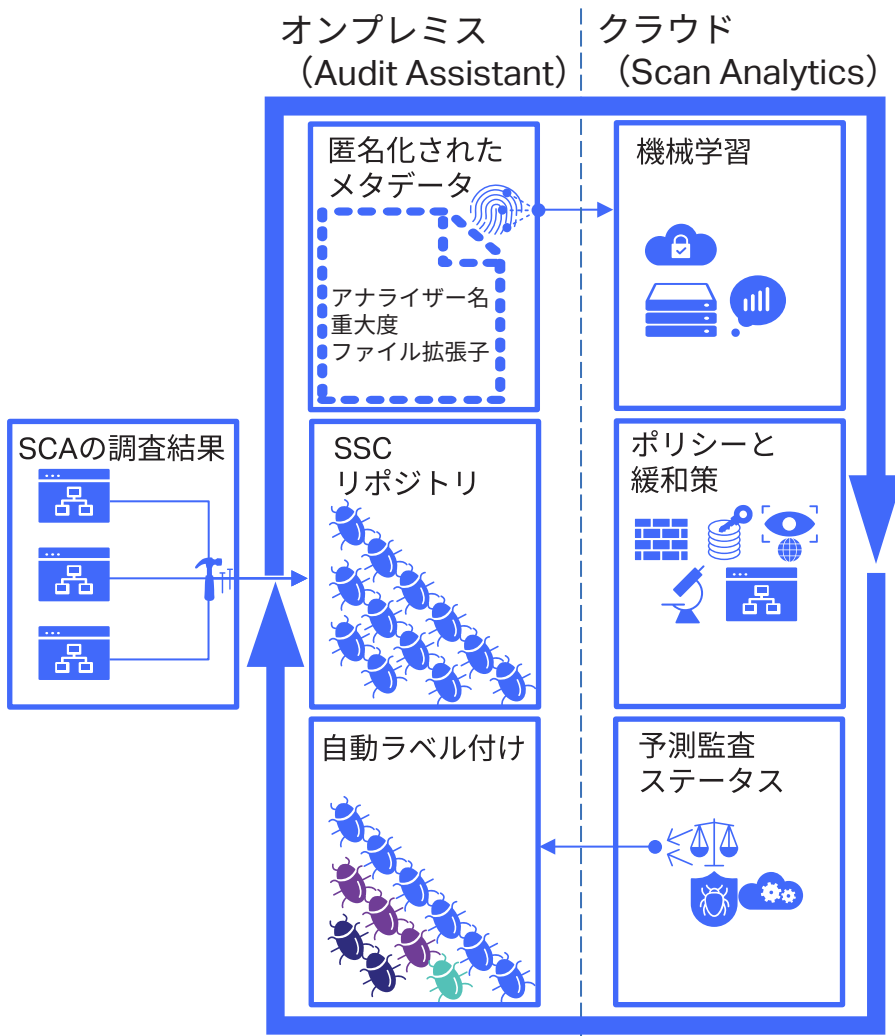 オンプレミス
（Audit Assistant）
クラウド
（Scan Analytics）
匿名化された
メタデータ
アナライザー名
重大度
ファイル拡張子
機械学習
SCAの調査結果
SSC
リポジトリ
ポリシーと
緩和策
自動ラベル付け
予測監査
ステータス